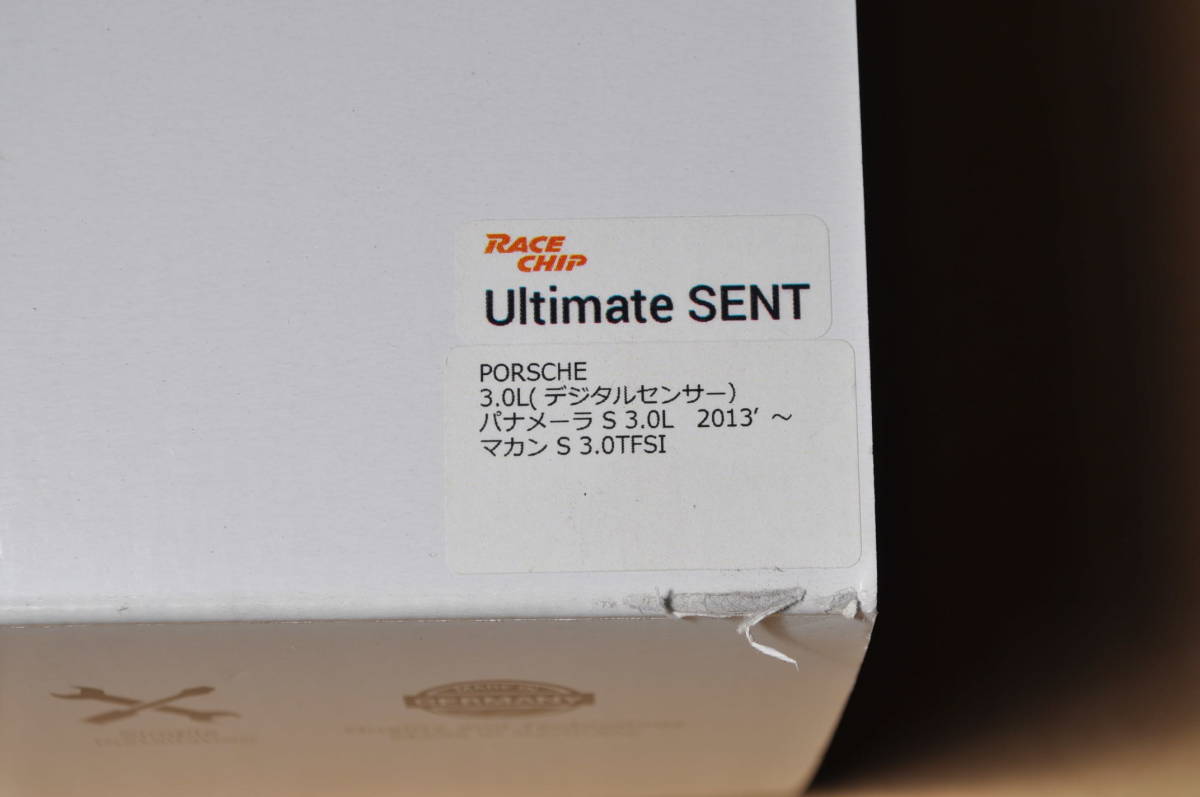 RACE
CHIP
Ultimate SENT
PORSCHE
3.0L( デジタルセンサー）
パナメーラ S 3.0L　2013′ ～
マカン S 3.0TFSI
GERMANY